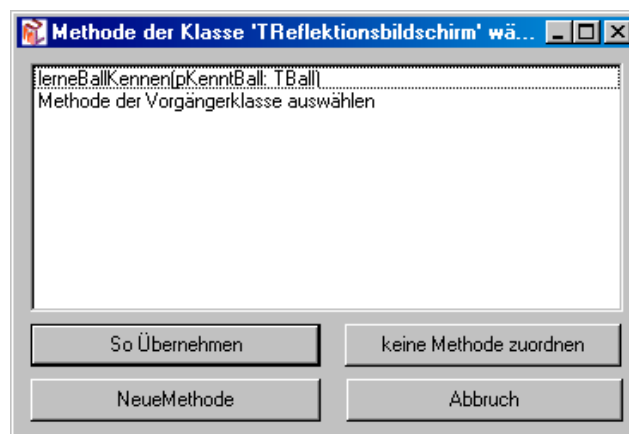 Methode der Klasse 'TReflektionsbildschirm' wä...
lerneBallKennen(pKenntBall: TBall)
Methode der Vorgängerklasse auswählen
So Übernehmen
keine Methode zuordnen
NeueMethode
Abbruch